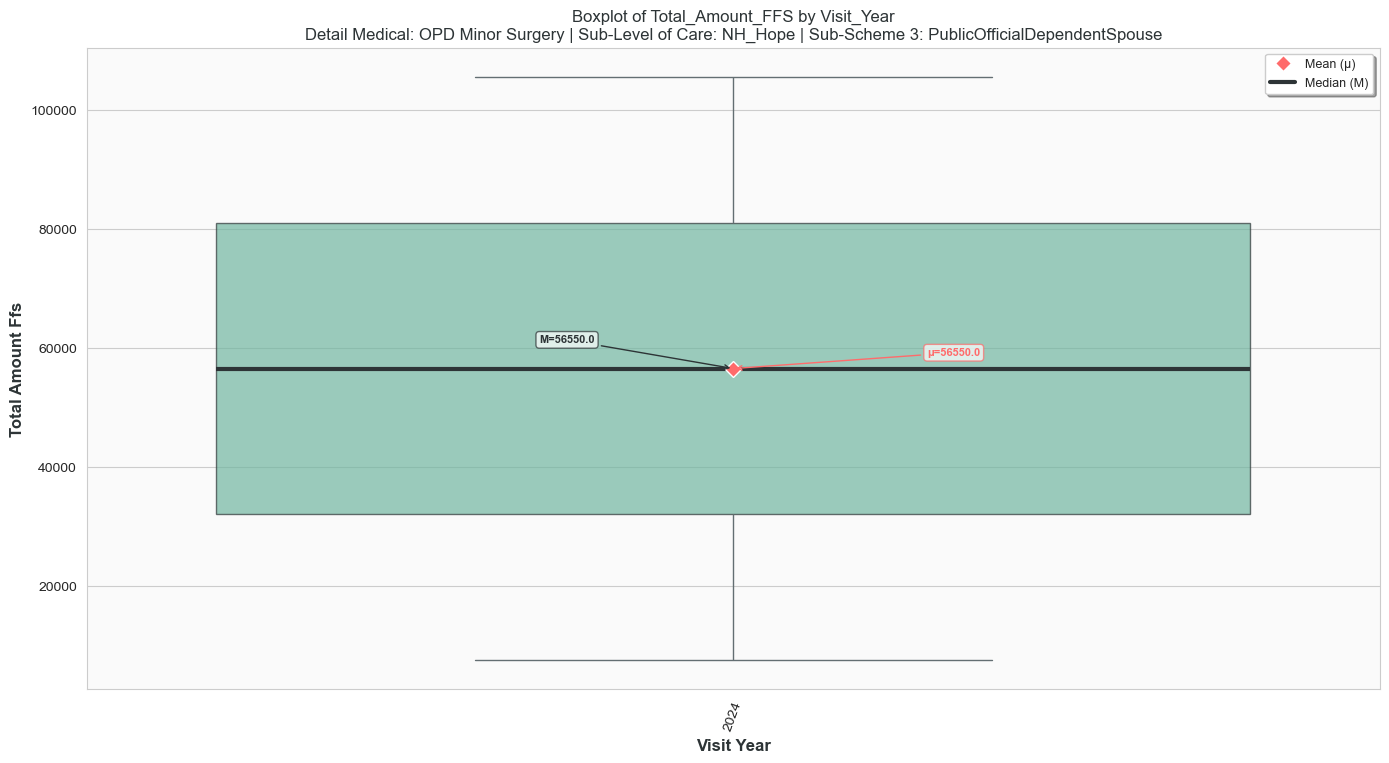 Boxplot of Total_Amount_FFS by Visit_Year
Detail Medical: OPD Minor Surgery | Sub-Level of Care: NH_Hope | Sub-Scheme 3: PublicOfficialDependentSpouse
Mean (μ)
Median (M)
Total Amount Ffs
100000
80000
60000
40000
20000
M=56550.0
μ=56550.0
2024
Visit Year